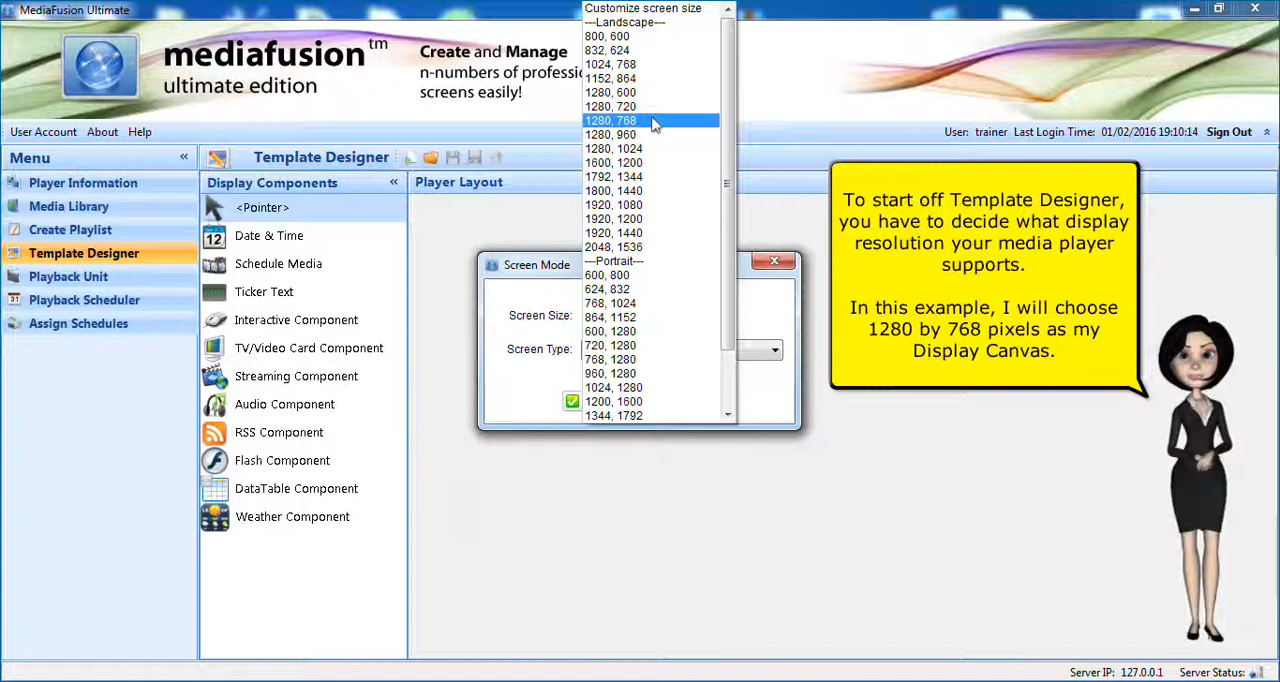 MediaFusion Ultimate
mediafusion™
ultimate edition
Create and Manage
n-numbers of professi
screens easily!
User Account About Help
User: trainer Last Login Time: 01/02/2016 19:10:14 Sign Out
Menu «
Player Information
Media Library
Create Playlist
Template Designer
Playback Unit
Playback Scheduler
31
Assign Schedules
Template Designer
Display Components «
<Pointer>
12
Date & Time
Schedule Media
Ticker Text
Interactive Component
TV/Video Card Component
Streaming Component
Audio Component
RSS Component
Flash Component
DataTable Component
Weather Component
Player Layout
Screen Mode
Screen Size:
Screen Type:
Customize screen size
---Landscape---
800, 600
832, 624
1024, 768
1152, 864
1280, 600
1280, 720
1280, 768
1280, 960
1280, 1024
1600, 1200
1792, 1344
1800, 1440
1920, 1080
1920, 1200
1920, 1440
2048, 1536
---Portrait---
600, 800
624, 832
768, 1024
864, 1152
600, 1280
720, 1280
768, 1280
960, 1280
1024, 1280
1200, 1600
1344, 1792
To start off Template Designer,
you have to decide what display
resolution your media player
supports.
In this example, I will choose
1280 by 768 pixels as my
Display Canvas.
Server IP: 127.0.0.1 Server Status: